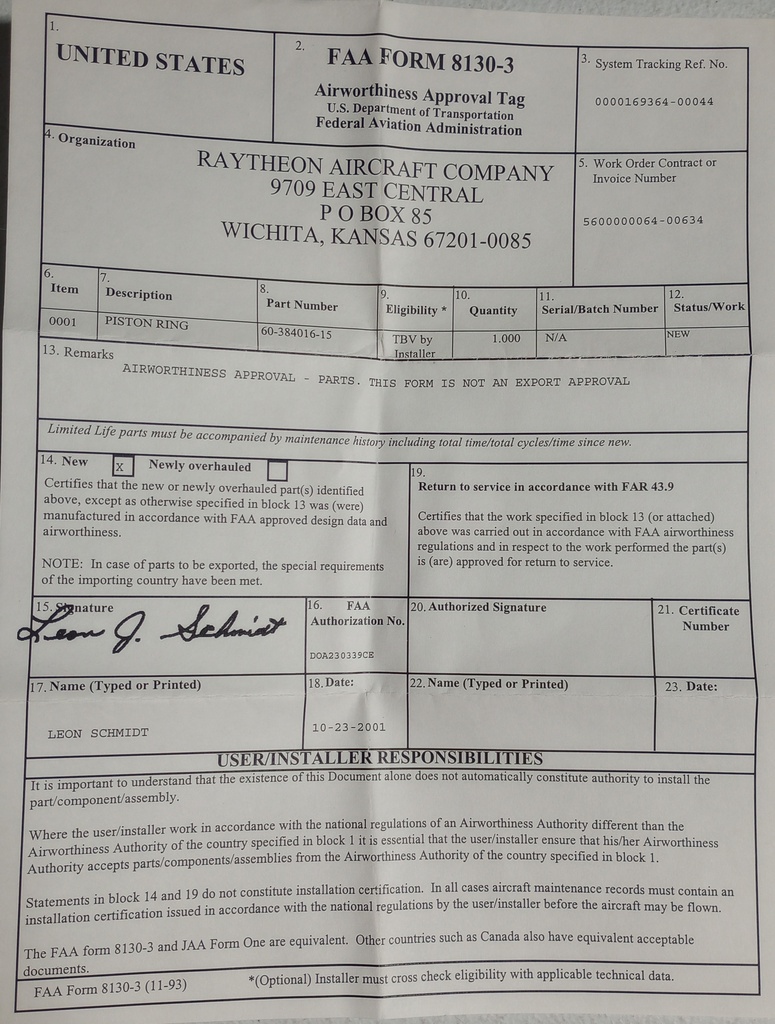 1.
UNITED STATES
2.
FAA FORM 8130-3
Airworthiness Approval Tag
U.S. Department of Transportation
Federal Aviation Administration
3. System Tracking Ref. No.
0000169364-00044
4. Organization
RAYTHEON AIRCRAFT COMPANY
9709 EAST CENTRAL
P O BOX 85
WICHITA, KANSAS 67201-0085
5. Work Order Contract or
Invoice Number
5600000064-00634
6.
Item
7.
Description
8.
Part Number
9.
Eligibility *
10.
Quantity
11.
Serial/Batch Number
12.
Status/Work
0001
PISTON RING
60-384016-15
TBV by
Installer
1.000
N/A
NEW
13. Remarks
AIRWORTHINESS APPROVAL - PARTS. THIS FORM IS NOT AN EXPORT APPROVAL
Limited Life parts must be accompanied by maintenance history including total time/total cycles/time since new.
14. New X Newly overhauled
Certifies that the new or newly overhauled part(s) identified
above, except as otherwise specified in block 13 was (were)
manufactured in accordance with FAA approved design data and
airworthiness.
NOTE: In case of parts to be exported, the special requirements
of the importing country have been met.
19.
Return to service in accordance with FAR 43.9
Certifies that the work specified in block 13 (or attached)
above was carried out in accordance with FAA airworthiness
regulations and in respect to the work performed the part(s)
is (are) approved for return to service.
15. Signature
Leon J. Schmidt
16. FAA
Authorization No.
DOA230339CE
20. Authorized Signature
21. Certificate
Number
17. Name (Typed or Printed)
LEON SCHMIDT
18. Date:
10-23-2001
22. Name (Typed or Printed)
23. Date:
USER/INSTALLER RESPONSIBILITIES
It is important to understand that the existence of this Document alone does not automatically constitute authority to install the
part/component/assembly.
Where the user/installer work in accordance with the national regulations of an Airworthiness Authority different than the
Airworthiness Authority of the country specified in block 1 it is essential that the user/installer ensure that his/her Airworthiness
Authority accepts parts/components/assemblies from the Airworthiness Authority of the country specified in block 1.
Statements in block 14 and 19 do not constitute installation certification. In all cases aircraft maintenance records must contain an
installation certification issued in accordance with the national regulations by the user/installer before the aircraft may be flown.
The FAA form 8130-3 and JAA Form One are equivalent. Other countries such as Canada also have equivalent acceptable
documents.
FAA Form 8130-3 (11-93)
*(Optional) Installer must cross check eligibility with applicable technical data.